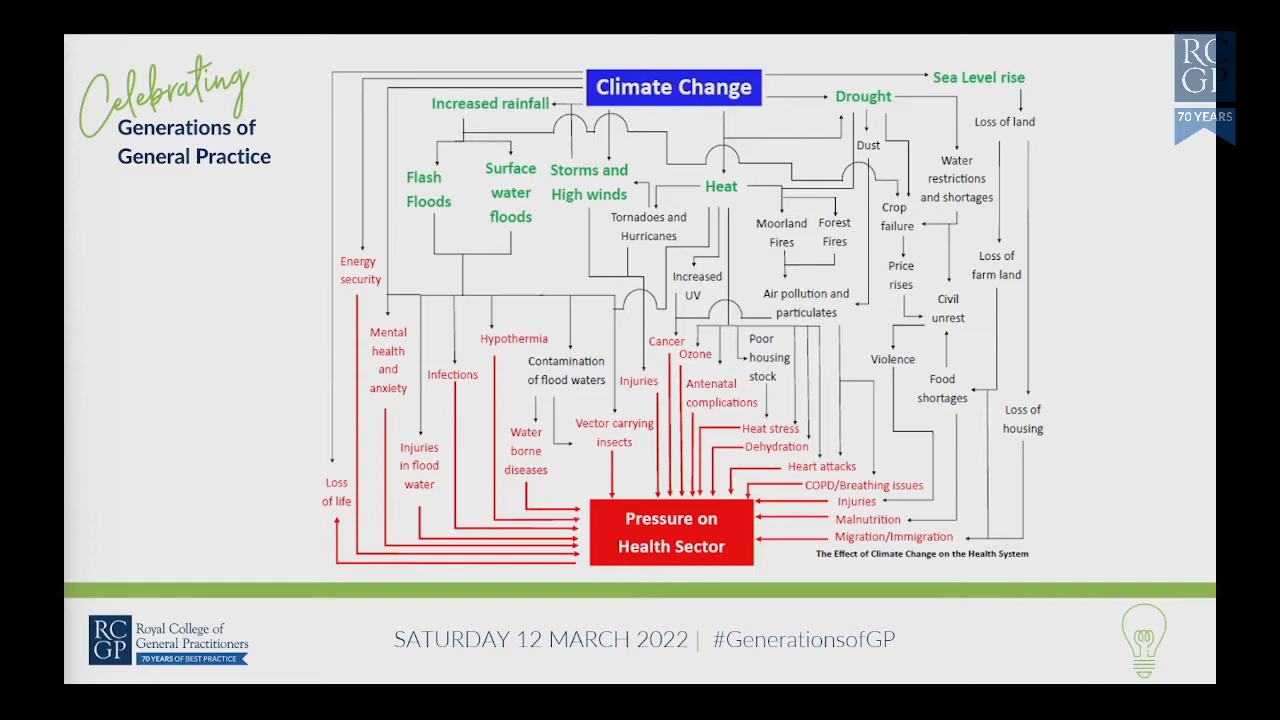 Celebrating
Generations of
General Practice
RC
GP
70 YEARS
Climate Change
Sea Level rise
Increased rainfall
Drought
Loss of land
Dust
Flash
Floods
Surface
water
floods
Storms and
High winds
Heat
Water
restrictions
and shortages
Tornadoes and
Hurricanes
Moorland
Fires
Forest
Fires
Crop
failure
Energy
security
Increased
UV
Air pollution and
particulates
Price
rises
Loss of
farm land
Civil
unrest
Mental
health
and
anxiety
Infections
Hypothermia
Contamination
of flood waters
Injuries
Cancer
Ozone
Antenatal
complications
Poor
housing
stock
Violence
Food
shortages
Loss of
housing
Injuries
in flood
water
Water
borne
diseases
Vector carrying
insects
Heat stress
Dehydration
Heart attacks
COPD/Breathing issues
Injuries
Malnutrition
Migration/Immigration
Loss
of life
Pressure on
Health Sector
The Effect of Climate Change on the Health System
RC
GP
Royal College of
General Practitioners
70 YEARS OF BEST PRACTICE
SATURDAY 12 MARCH 2022 | #GenerationsofGP